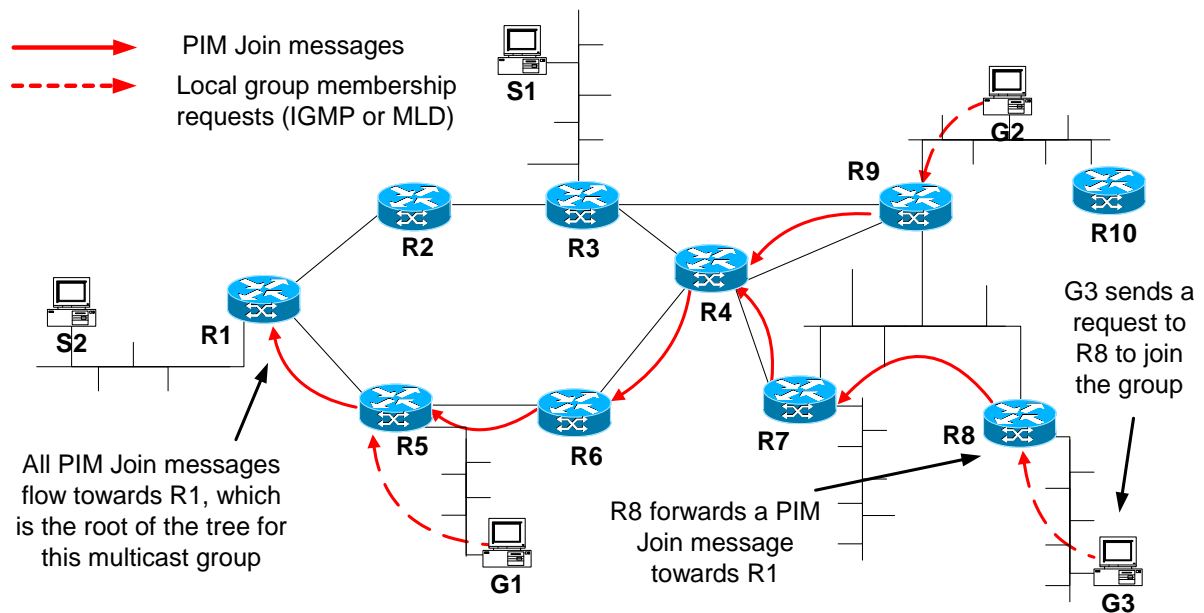 PIM Join messages
Local group membership
requests (IGMP or MLD)
S1
G2
R9
R10
R2
R3
R4
R1
S2
G3 sends a
request to
R8 to join
the group
R5
R6
R7
R8
All PIM Join messages
flow towards R1, which
is the root of the tree for
this multicast group
R8 forwards a PIM
Join message
towards R1
G1
G3